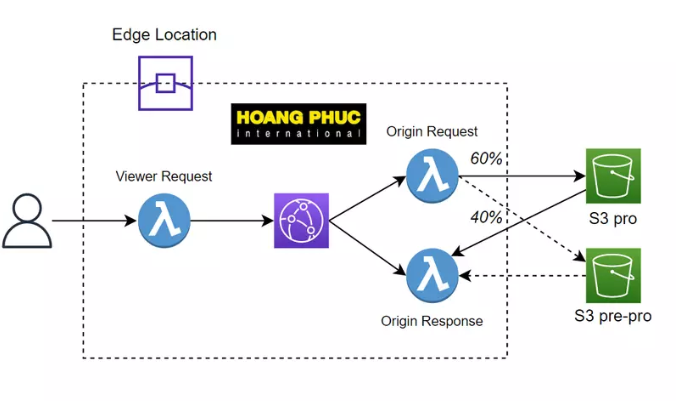 Edge Location
HOANG PHUC
international
Origin Request
Viewer Request
60%
40%
S3 pro
Origin Response
S3 pre-pro